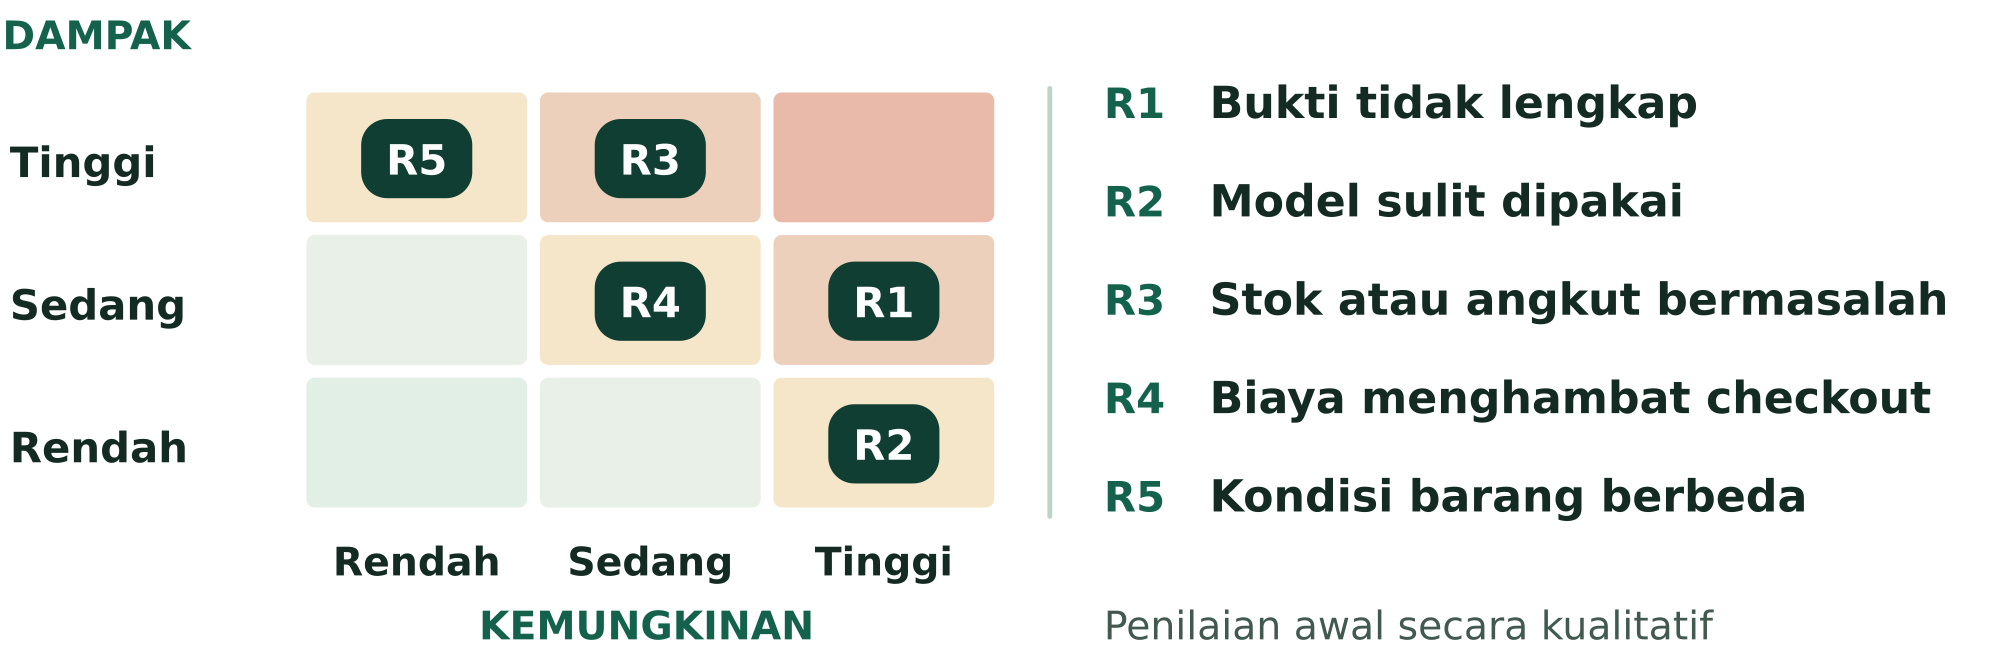 DAMPAK
Tinggi R5 R3
Sedang R4 R1
Rendah R2
Rendah Sedang Tinggi
KEMUNGKINAN
R1 Bukti tidak lengkap
R2 Model sulit dipakai
R3 Stok atau angkut bermasalah
R4 Biaya menghambat checkout
R5 Kondisi barang berbeda
Penilaian awal secara kualitatif